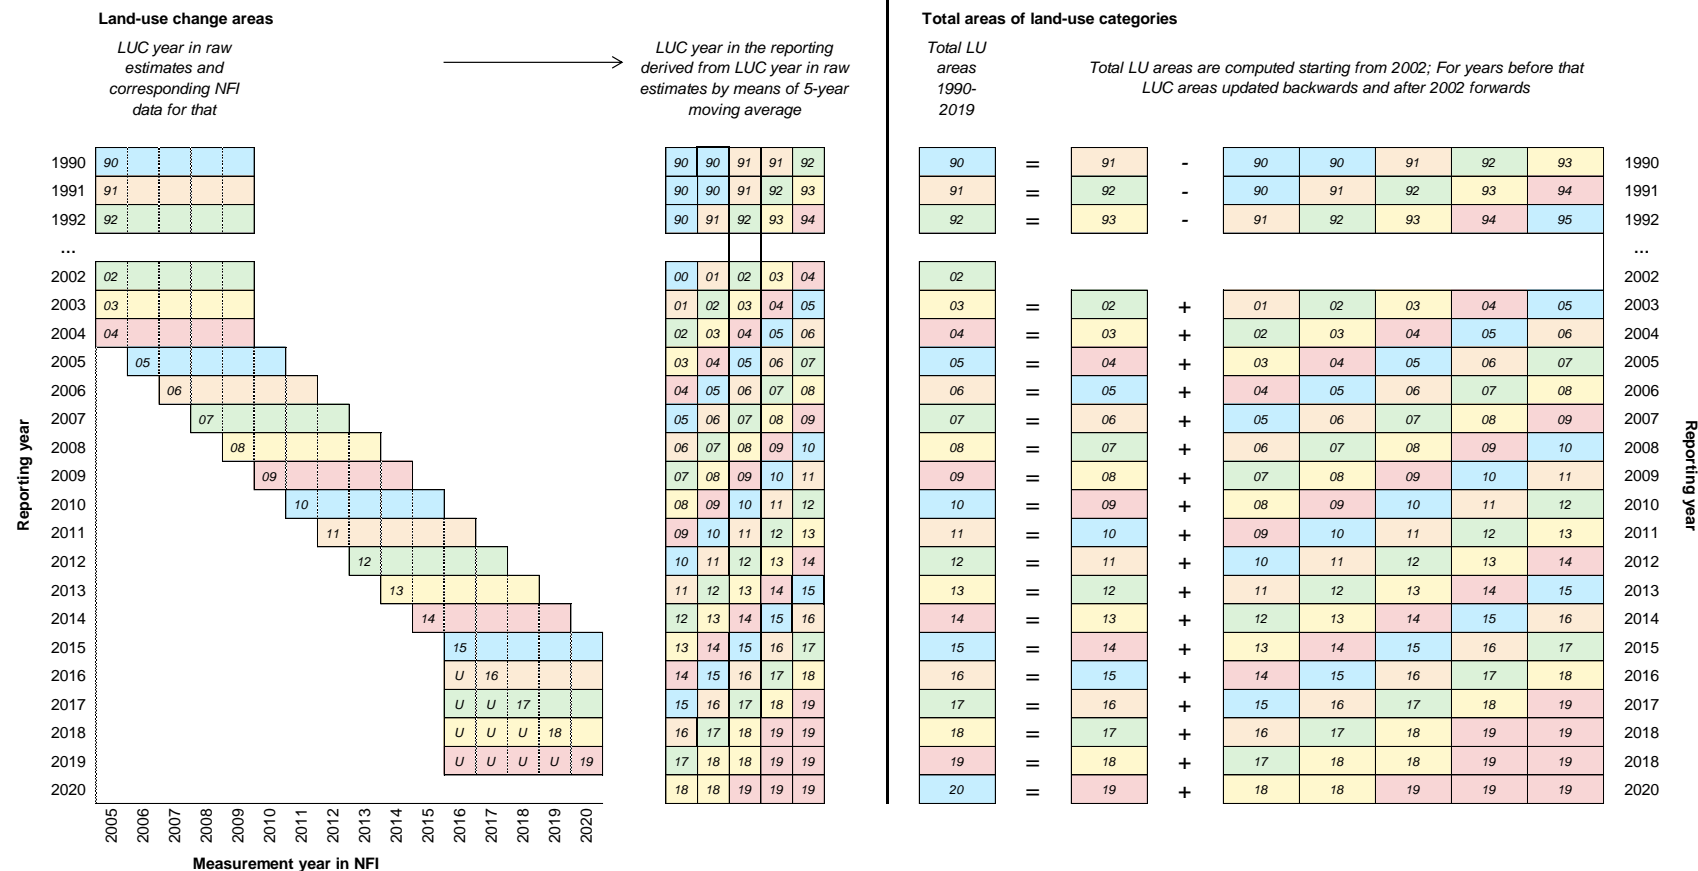 Land-use change areas
Total areas of land-use categories
LUC year in raw
estimates and
corresponding NFI
data for that
LUC year in the reporting
derived from LUC year in raw
estimates by means of 5-year
moving average
Total LU
areas
1990-
2019
Total LU areas are computed starting from 2002; For years before that
LUC areas updated backwards and after 2002 forwards
1990 90 90 90 91 91 92 90 = 91 - 90 90 91 92 93 1990
1991 91 90 90 91 92 93 91 = 92 - 90 91 92 93 94 1991
1992 92 90 91 92 93 94 92 = 93 - 91 92 93 94 95 1992
... ...
2002 02 00 01 02 03 04 02 2002
2003 03 01 02 03 04 05 03 = 02 + 01 02 03 04 05 2003
2004 04 02 03 04 05 06 04 = 03 + 02 03 04 05 06 2004
2005 05 03 04 05 06 07 05 = 04 + 03 04 05 06 07 2005
2006 06 04 05 06 07 08 06 = 05 + 04 05 06 07 08 2006
2007 07 05 06 07 08 09 07 = 06 + 05 06 07 08 09 2007
2008 08 06 07 08 09 10 08 = 07 + 06 07 08 09 10 2008
2009 09 07 08 09 10 11 09 = 08 + 07 08 09 10 11 2009
2010 10 08 09 10 11 12 10 = 09 + 08 09 10 11 12 2010
2011 11 09 10 11 12 13 11 = 10 + 09 10 11 12 13 2011
2012 12 10 11 12 13 14 12 = 11 + 10 11 12 13 14 2012
2013 13 11 12 13 14 15 13 = 12 + 11 12 13 14 15 2013
2014 14 12 13 14 15 16 14 = 13 + 12 13 14 15 16 2014
2015 15 13 14 15 16 17 15 = 14 + 13 14 15 16 17 2015
2016 U 16 14 15 16 17 18 16 = 15 + 14 15 16 17 18 2016
2017 U U 17 15 16 17 18 19 17 = 16 + 15 16 17 18 19 2017
2018 U U U 18 16 17 18 19 19 18 = 17 + 16 17 18 19 19 2018
2019 U U U U 19 17 18 18 19 19 19 = 18 + 17 18 18 19 19 2018
2020 18 18 19 19 19 20 = 19 + 18 18 19 19 19 2020
Reporting year
Reporting year
2005 2006 2007 2008 2009 2010 2011 2012 2013 2014 2015 2016 2017 2018 2019 2020
Measurement year in NFI